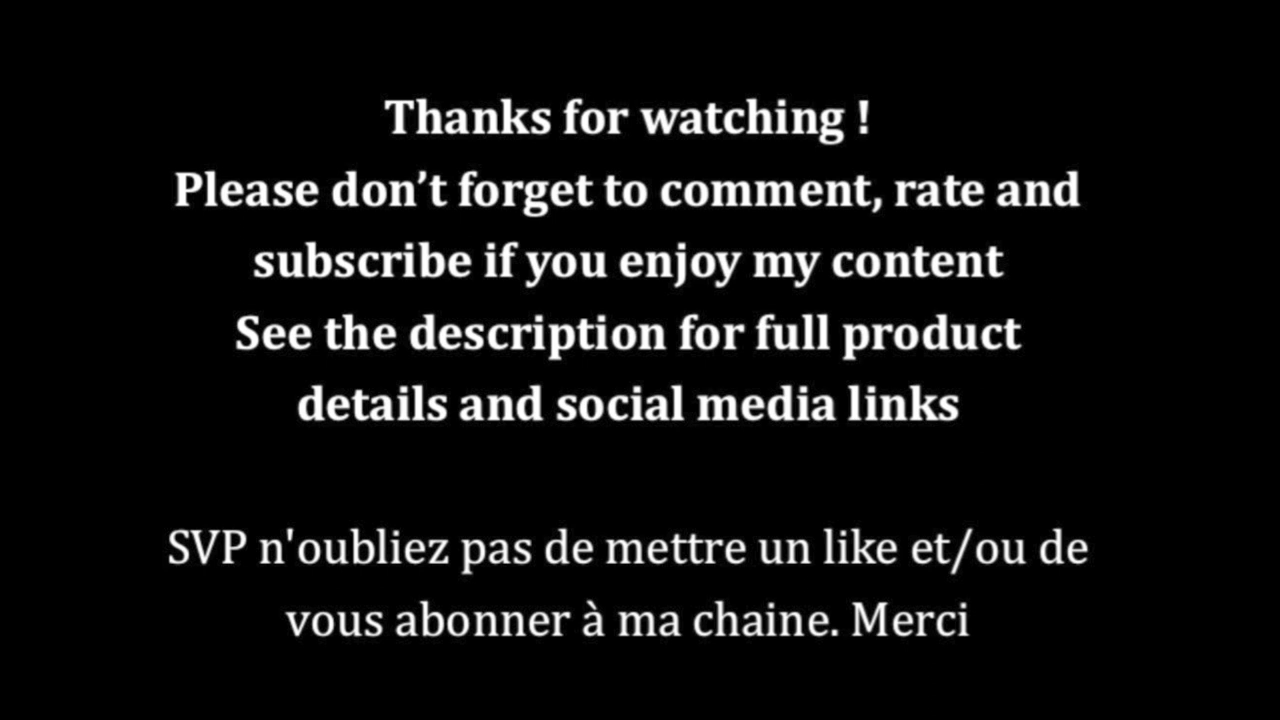 Thanks for watching !
Please don’t forget to comment, rate and
subscribe if you enjoy my content
See the description for full product
details and social media links
SVP n'oubliez pas de mettre un like et/ou de
vous abonner à ma chaine. Merci